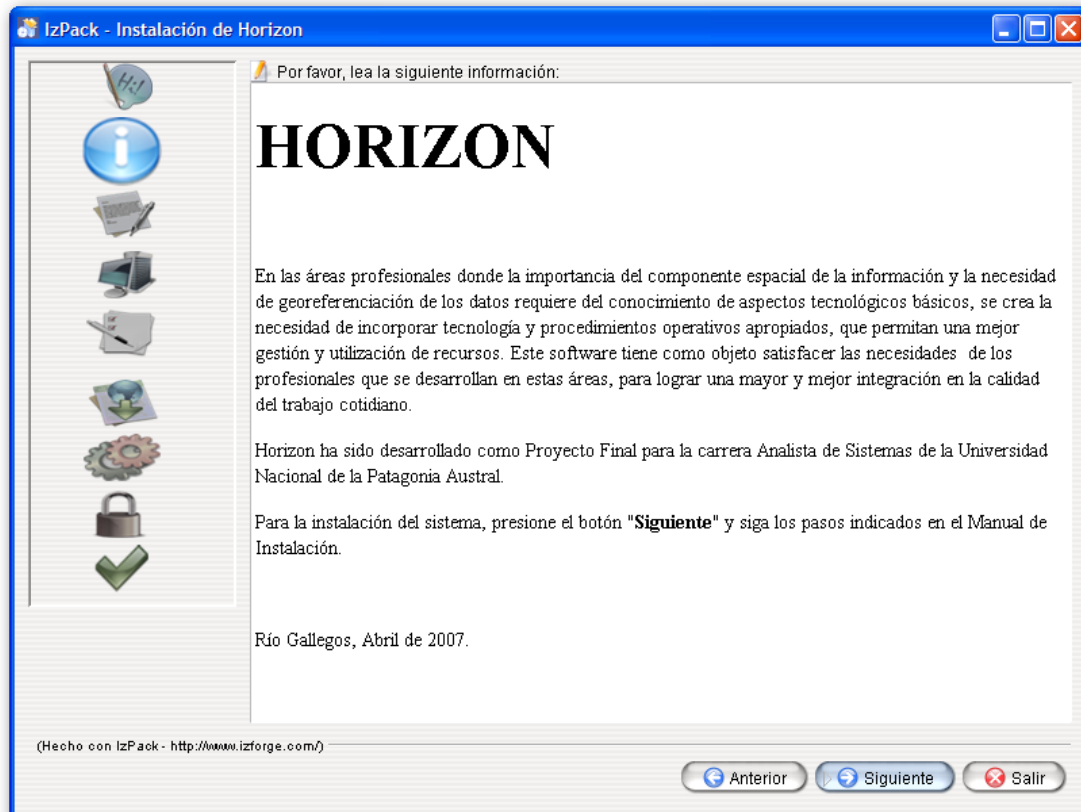 IzPack - Instalación de Horizon
Hi!
Por favor, lea la siguiente información:
HORIZON
En las áreas profesionales donde la importancia del componente espacial de la información y la necesidad
de georeferenciación de los datos requiere del conocimiento de aspectos tecnológicos básicos, se crea la
necesidad de incorporar tecnología y procedimientos operativos apropiados, que permitan una mejor
gestión y utilización de recursos. Este software tiene como objeto satisfacer las necesidades  de los
profesionales que se desarrollan en estas áreas, para lograr una mayor y mejor integración en la calidad
del trabajo cotidiano.
Horizon ha sido desarrollado como Proyecto Final para la carrera Analista de Sistemas de la Universidad
Nacional de la Patagonia Austral.
Para la instalación del sistema, presione el botón "Siguiente" y siga los pasos indicados en el Manual de
Instalación.
Río Gallegos, Abril de 2007.
(Hecho con IzPack - http://www.izforge.com/)
Anterior
Siguiente
Salir